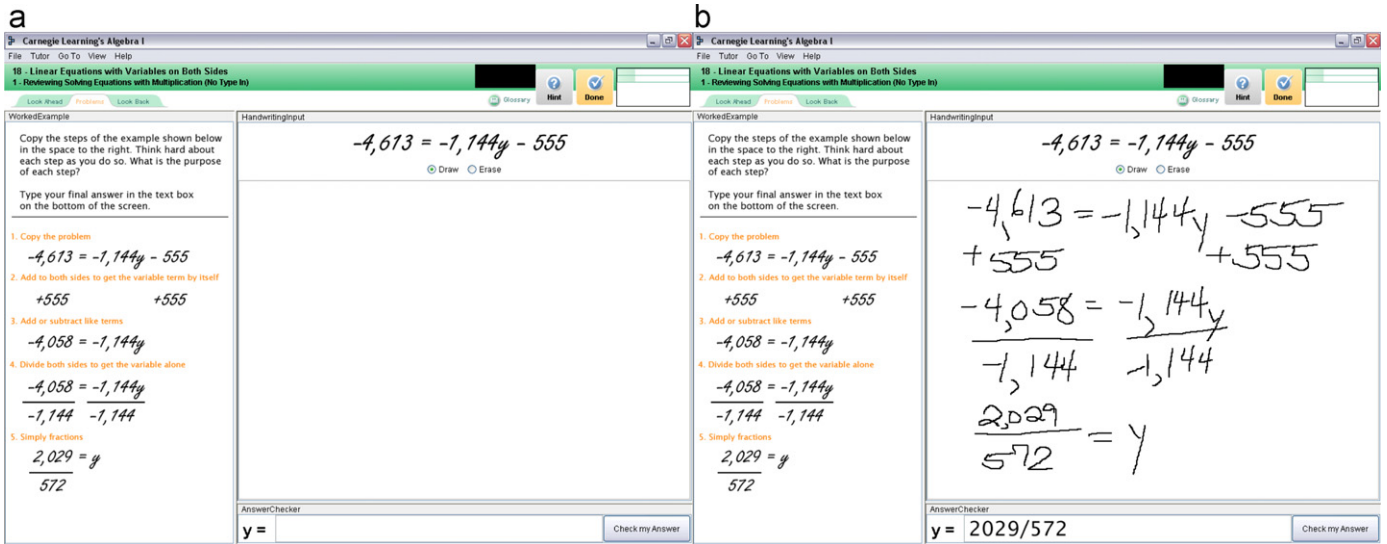 a
Carnegie Learning's Algebra I
File Tutor Go To View Help
18 - Linear Equations with Variables on Both Sides
1 - Reviewing Solving Equations with Multiplication (No Type In)
Look Ahead Problems Look Back
Glossary
Hint
Done
WorkedExample
Copy the steps of the example shown below
in the space to the right. Think hard about
each step as you do so. What is the purpose
of each step?
Type your final answer in the text box
on the bottom of the screen.
1. Copy the problem
-4,613 = -1,144y - 555
2. Add to both sides to get the variable term by itself
+555 +555
3. Add or subtract like terms
-4,058 = -1,144y
4. Divide both sides to get the variable alone
-4,058 = -1,144y
-1,144 -1,144
5. Simply fractions
2,029 = y
572
HandwritingInput
-4,613 = -1,144y - 555
Draw Erase
AnswerChecker
y =
Check my Answer
b
Carnegie Learning's Algebra I
File Tutor Go To View Help
18 - Linear Equations with Variables on Both Sides
1 - Reviewing Solving Equations with Multiplication (No Type In)
Look Ahead Problems Look Back
Glossary
Hint
Done
WorkedExample
Copy the steps of the example shown below
in the space to the right. Think hard about
each step as you do so. What is the purpose
of each step?
Type your final answer in the text box
on the bottom of the screen.
1. Copy the problem
-4,613 = -1,144y - 555
2. Add to both sides to get the variable term by itself
+555 +555
3. Add or subtract like terms
-4,058 = -1,144y
4. Divide both sides to get the variable alone
-4,058 = -1,144y
-1,144 -1,144
5. Simply fractions
2,029 = y
572
HandwritingInput
-4,613 = -1,144y - 555
Draw Erase
-4,613 = -1,144y -555
+555 +555
-4,058 = -1,144y
-1,144 -1,144
2,029 = y
572
AnswerChecker
y = 2029/572
Check my Answer